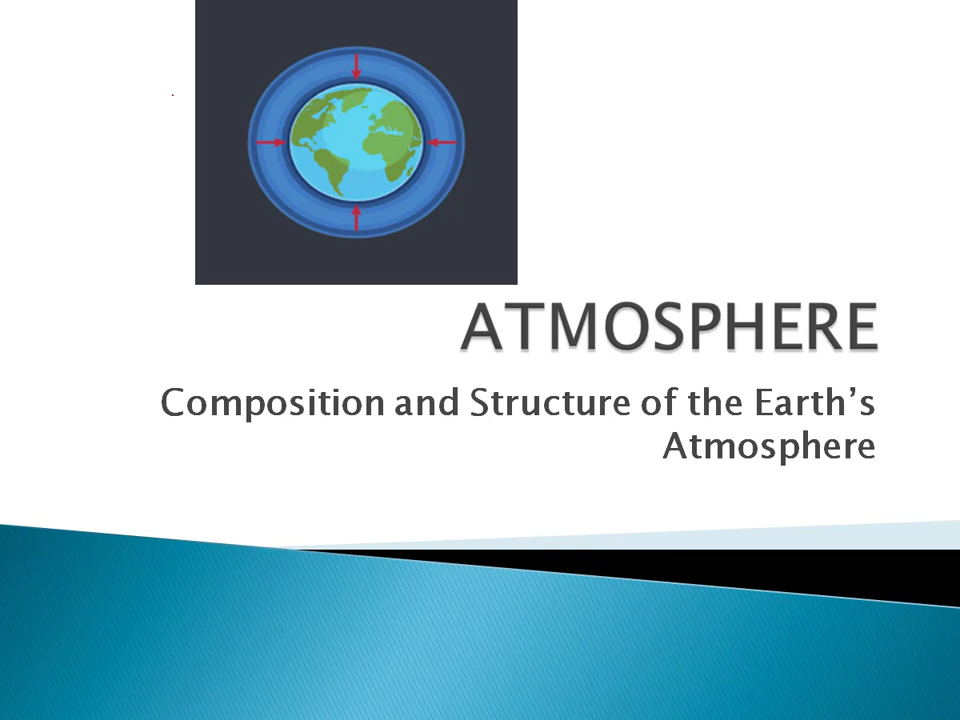 ATMOSPHERE
Composition and Structure of the Earth’s
Atmosphere